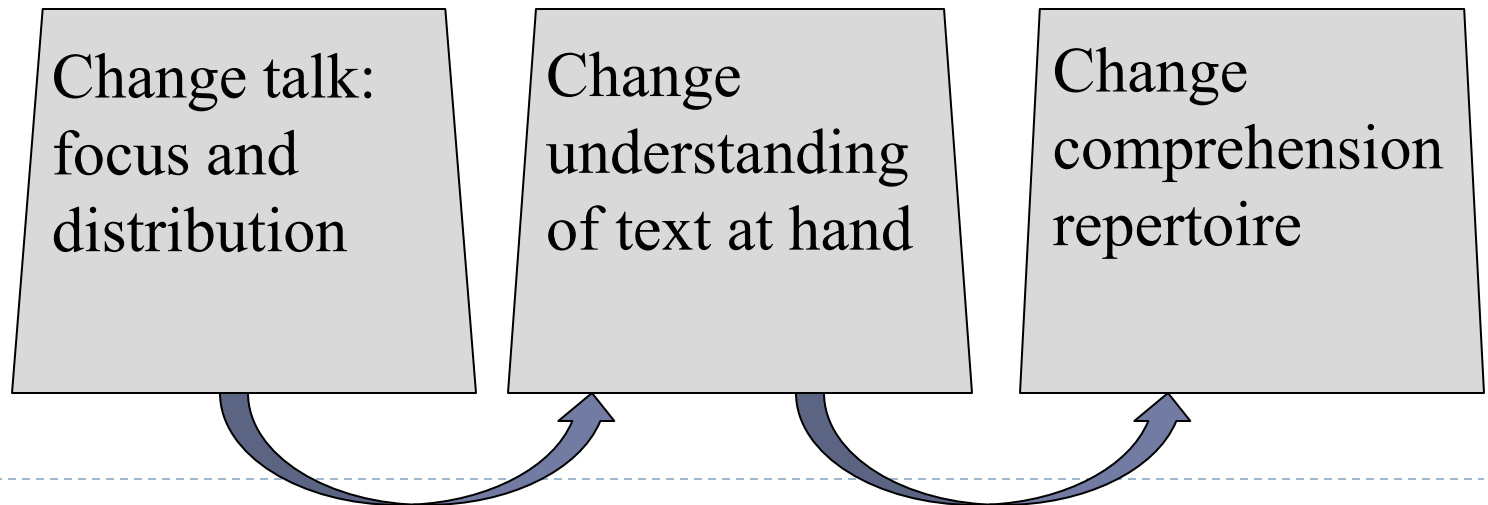 Change talk:
focus and
distribution
Change
understanding
of text at hand
Change
comprehension
repertoire